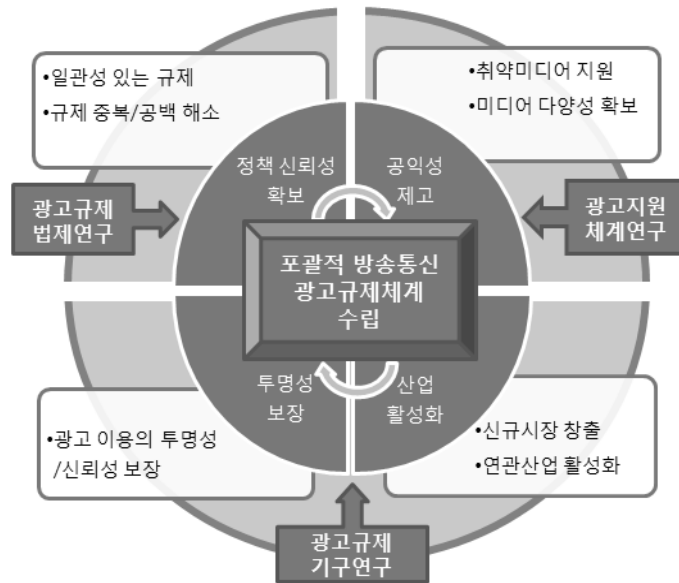 •일관성 있는 규제
•규제 중복/공백 해소
•취약미디어 지원
•미디어 다양성 확보
정책 신뢰성
확보
공익성
제고
광고규제
법제연구
광고지원
체계연구
포괄적 방송통신
광고규제체계
수립
투명성
보장
산업
활성화
•광고 이용의 투명성
/신뢰성 보장
•신규시장 창출
•연관산업 활성화
광고규제
기구연구